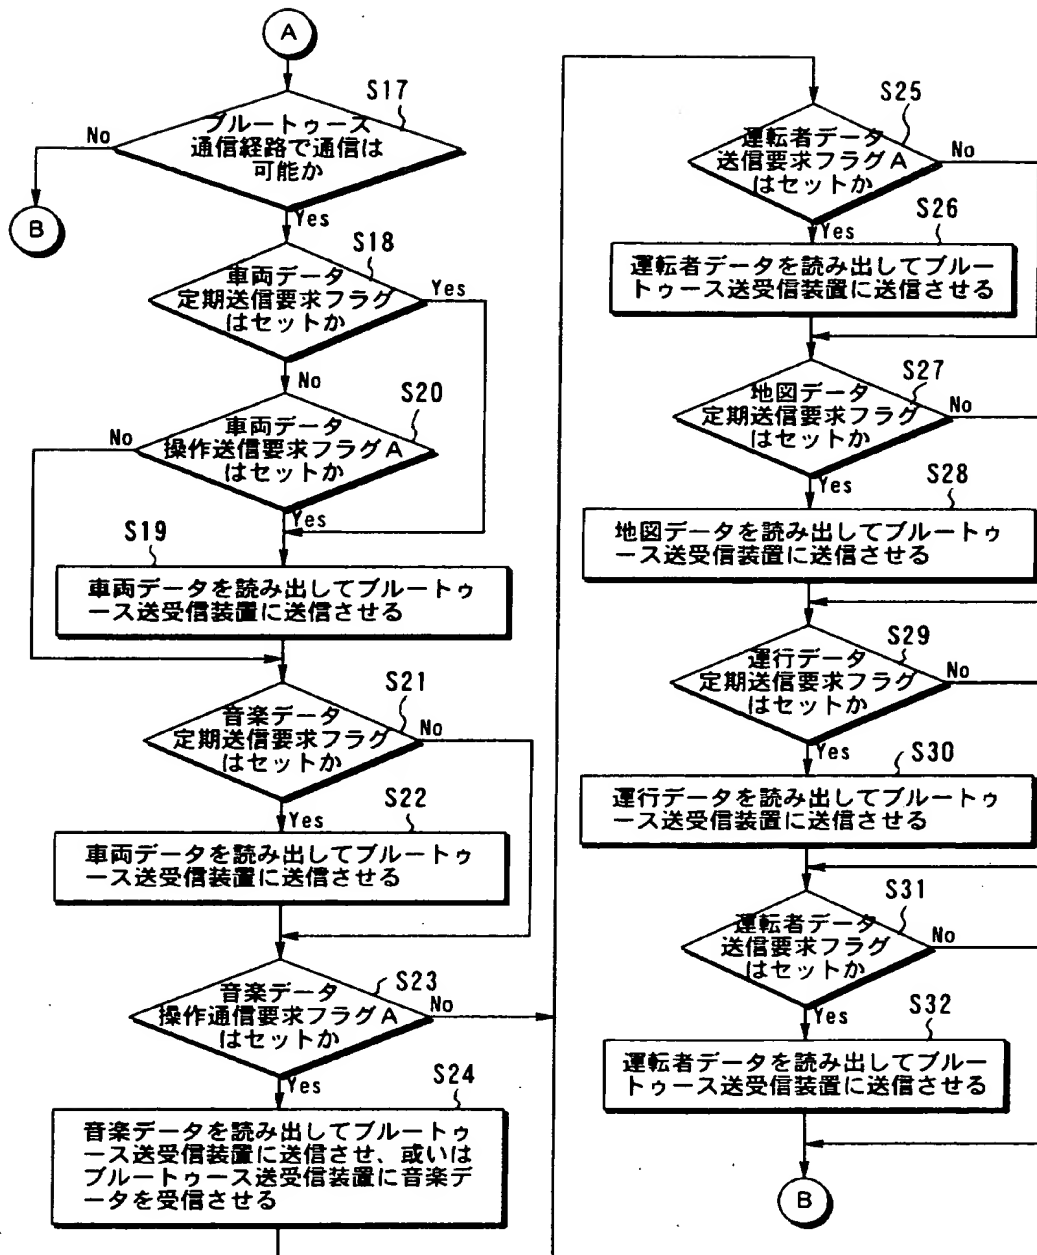 A
S17
ブルートゥース
通信経路で通信は
可能か
No
B
Yes
S18
車両データ
定期送信要求フラグ
はセットか
Yes
No
S20
車両データ
操作送信要求フラグA
はセットか
No
Yes
S19
車両データを読み出してブルートゥ
ース送受信装置に送信させる
S21
音楽データ
定期送信要求フラグ
はセットか
No
Yes
S22
車両データを読み出してブルートゥ
ース送受信装置に送信させる
S23
音楽データ
操作通信要求フラグA
はセットか
No
Yes
S24
音楽データを読み出してブルートゥ
ース送受信装置に送信させ、或いは
ブルートゥース送受信装置に音楽デ
ータを受信させる
S25
運転者データ
送信要求フラグA
はセットか
No
Yes
S26
運転者データを読み出してブルー
トゥース送受信装置に送信させる
S27
地図データ
定期送信要求フラグ
はセットか
No
Yes
S28
地図データを読み出してブルートゥ
ース送受信装置に送信させる
S29
運行データ
定期送信要求フラグ
はセットか
No
Yes
S30
運行データを読み出してブルートゥ
ース送受信装置に送信させる
S31
運転者データ
送信要求フラグ
はセットか
No
Yes
S32
運転者データを読み出してブルー
トゥース送受信装置に送信させる
B